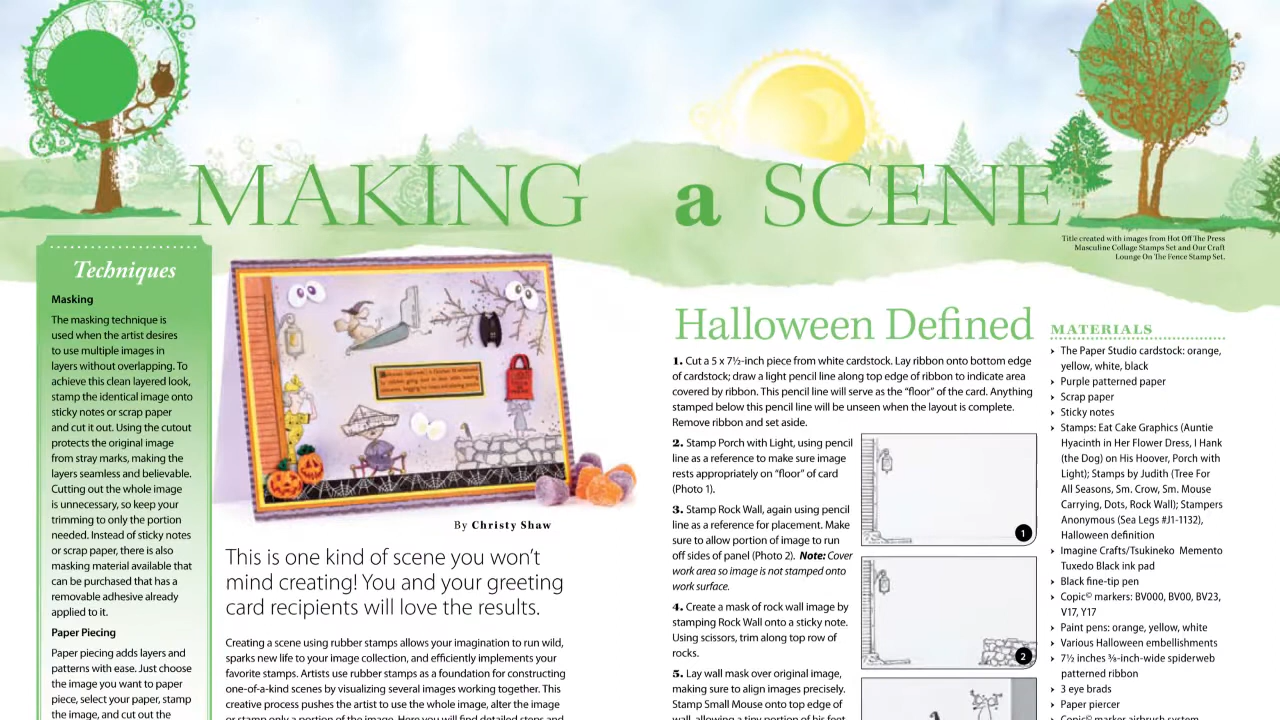 MAKING a SCENE
Title created with images from Hot Off The Press
Masculine Collage Stamps Set and Our Craft
Lounge On The Fence Stamp Set.
Techniques
Masking
The masking technique is
used when the artist desires
to use multiple images in
layers without overlapping. To
achieve this clean layered look,
stamp the identical image onto
sticky notes or scrap paper
and cut it out. Using the cutout
protects the original image
from stray marks, making the
layers seamless and believable.
Cutting out the whole image
is unnecessary, so keep your
trimming to only the portion
needed. Instead of sticky notes
or scrap paper, there is also
masking material available that
can be purchased that has a
removable adhesive already
applied to it.
Paper Piecing
Paper piecing adds layers and
patterns with ease. Just choose
the image you want to paper
piece, select your paper, stamp
the image, and cut out the
By Christy Shaw
This is one kind of scene you won't
mind creating! You and your greeting
card recipients will love the results.
Creating a scene using rubber stamps allows your imagination to run wild,
sparks new life to your image collection, and efficiently implements your
favorite stamps. Artists use rubber stamps as a foundation for constructing
one-of-a-kind scenes by visualizing several images working together. This
creative process pushes the artist to use the whole image, alter the image
or stamp only a portion of the image. Here you will find detailed steps and
Halloween Defined
1. Cut a 5 x 7½-inch piece from white cardstock. Lay ribbon onto bottom edge
of cardstock; draw a light pencil line along top edge of ribbon to indicate area
covered by ribbon. This pencil line will serve as the “floor” of the card. Anything
stamped below this pencil line will be unseen when the layout is complete.
Remove ribbon and set aside.
2. Stamp Porch with Light, using pencil
line as a reference to make sure image
rests appropriately on “floor” of card
(Photo 1).
3. Stamp Rock Wall, again using pencil
line as a reference for placement. Make
sure to allow portion of image to run
off sides of panel (Photo 2). Note: Cover
work area so image is not stamped onto
work surface.
4. Create a mask of rock wall image by
stamping Rock Wall onto a sticky note.
Using scissors, trim along top row of
rocks.
5. Lay wall mask over original image,
making sure to align images precisely.
Stamp Small Mouse onto top edge of
wall, allowing a tiny portion of his feet
1
2
MATERIALS
› The Paper Studio cardstock: orange,
yellow, white, black
› Purple patterned paper
› Scrap paper
› Sticky notes
› Stamps: Eat Cake Graphics (Auntie
Hyacinth in Her Flower Dress, I Hank
(the Dog) on His Hoover, Porch with
Light); Stamps by Judith (Tree For
All Seasons, Sm. Crow, Sm. Mouse
Carrying, Dots, Rock Wall); Stampers
Anonymous (Sea Legs #J1-1132),
Halloween definition
› Imagine Crafts/Tsukineko Memento
Tuxedo Black ink pad
› Black fine-tip pen
› Copic© markers: BV000, BV00, BV23,
V17, Y17
› Paint pens: orange, yellow, white
› Various Halloween embellishments
› 7½ inches ⅜-inch-wide spiderweb
patterned ribbon
› 3 eye brads
› Paper piercer
› Copic© marker airbrush system